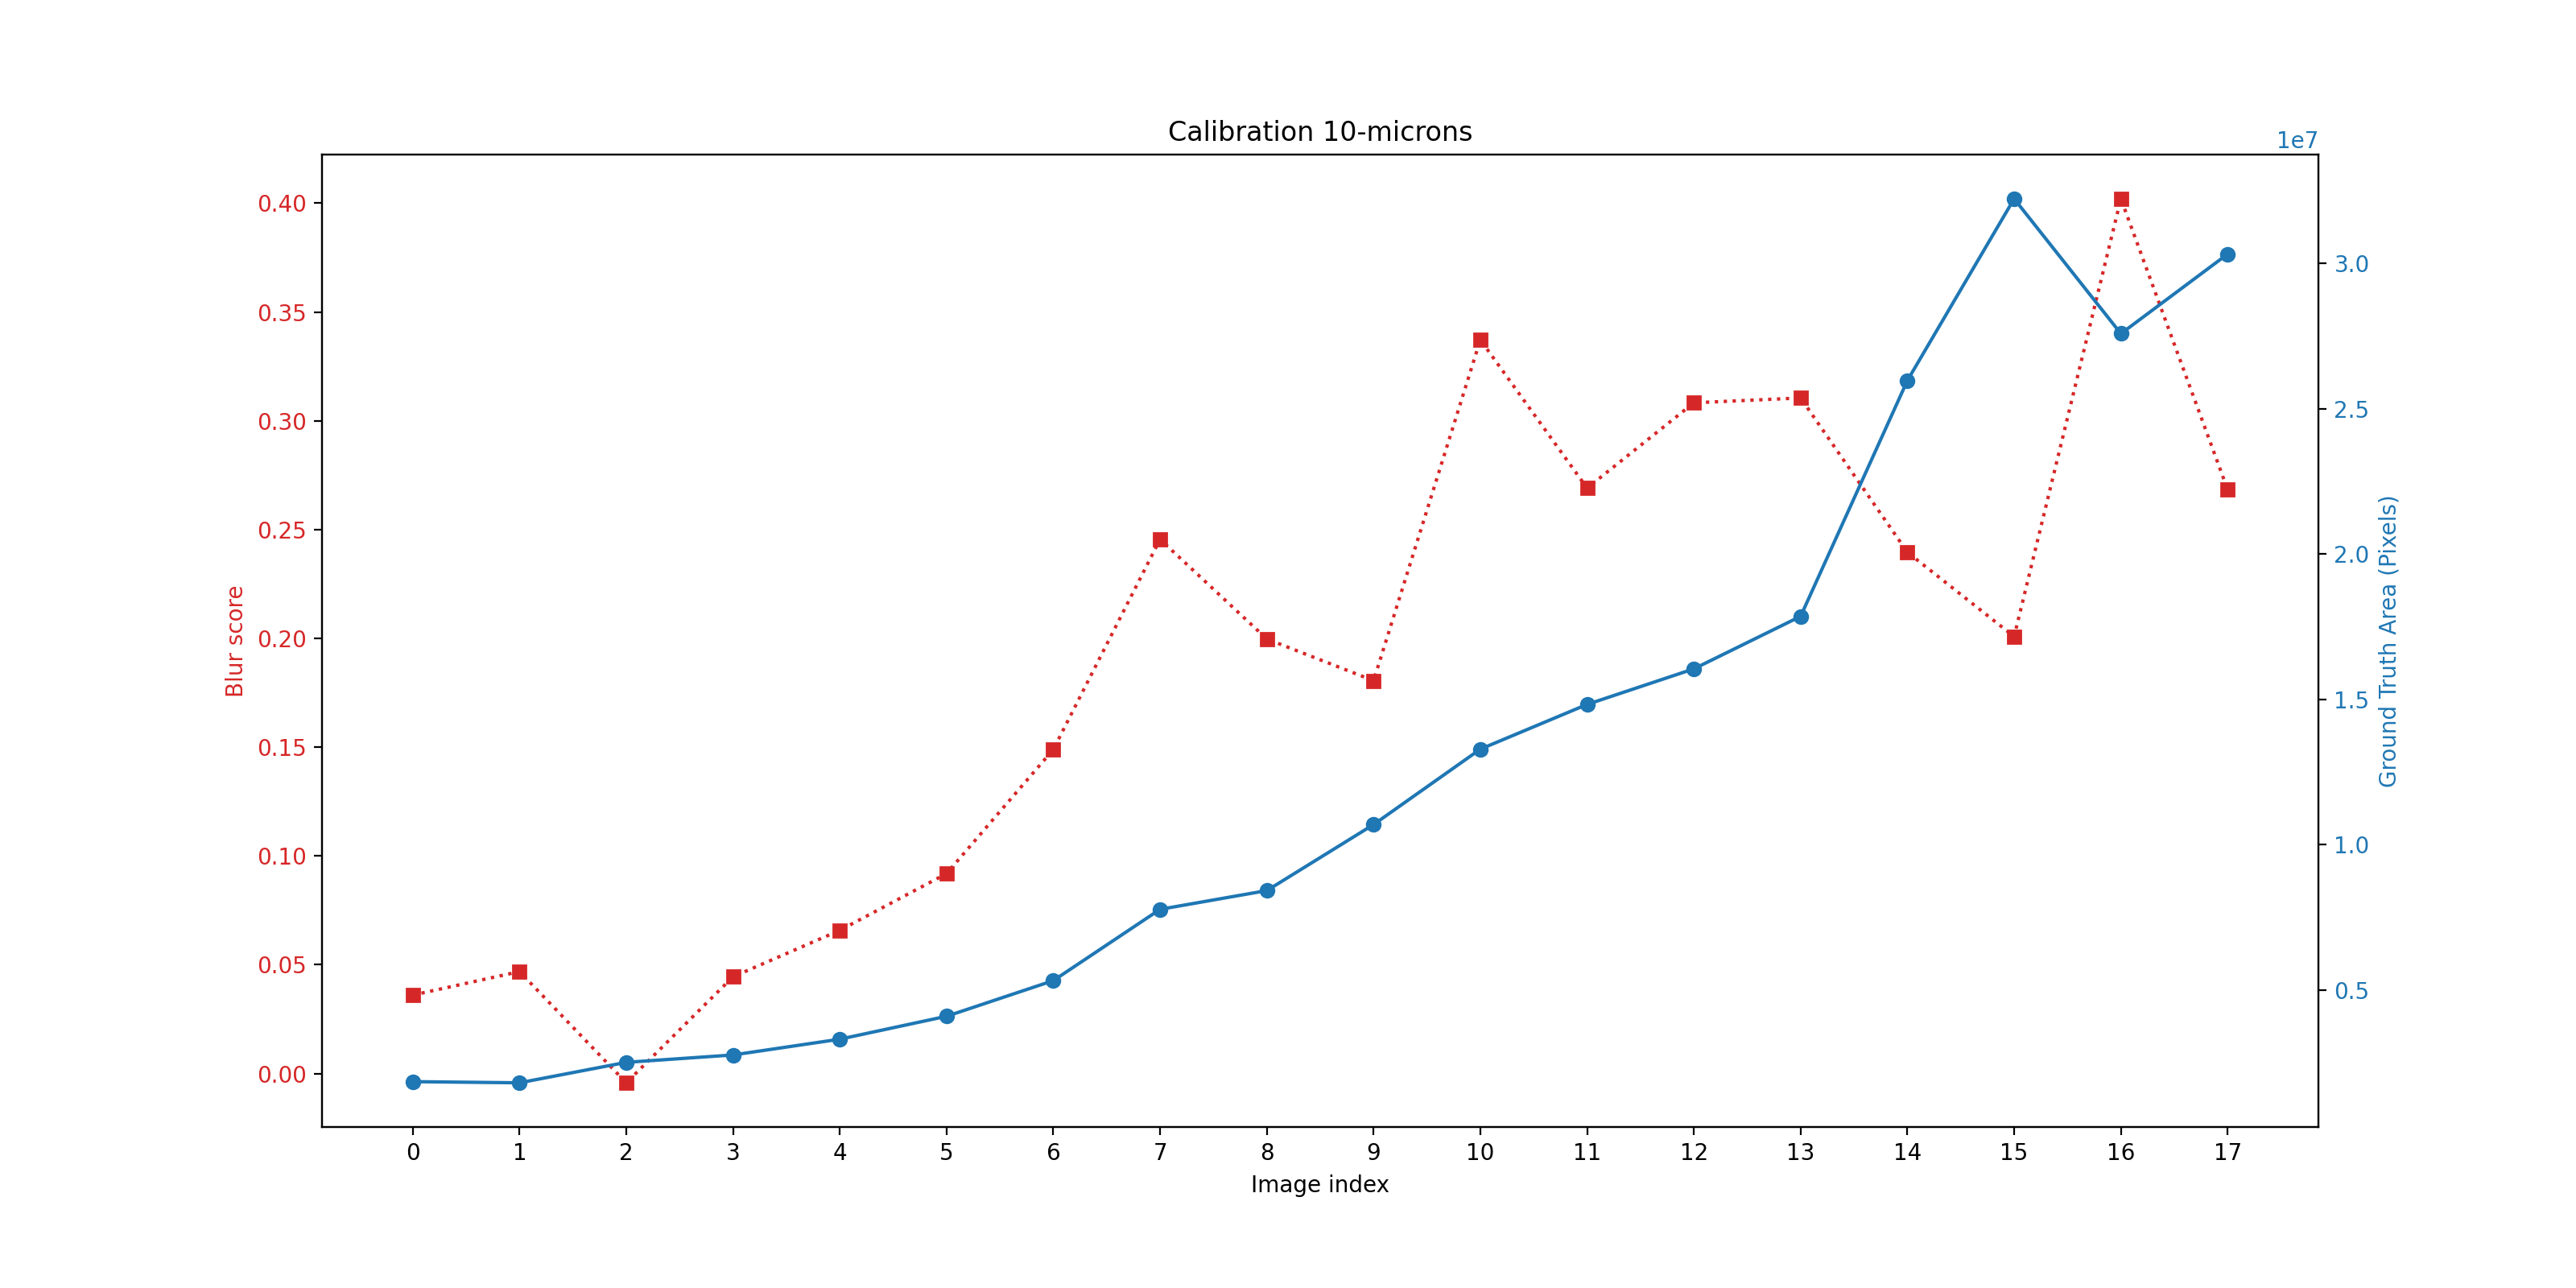 Calibration 10-microns
1e7
0.40
0.35
0.30
0.25
0.20
0.15
0.10
0.05
0.00
Blur score
3.0
2.5
2.0
1.5
1.0
0.5
Ground Truth Area (Pixels)
0 1 2 3 4 5 6 7 8 9 10 11 12 13 14 15 16 17
Image index